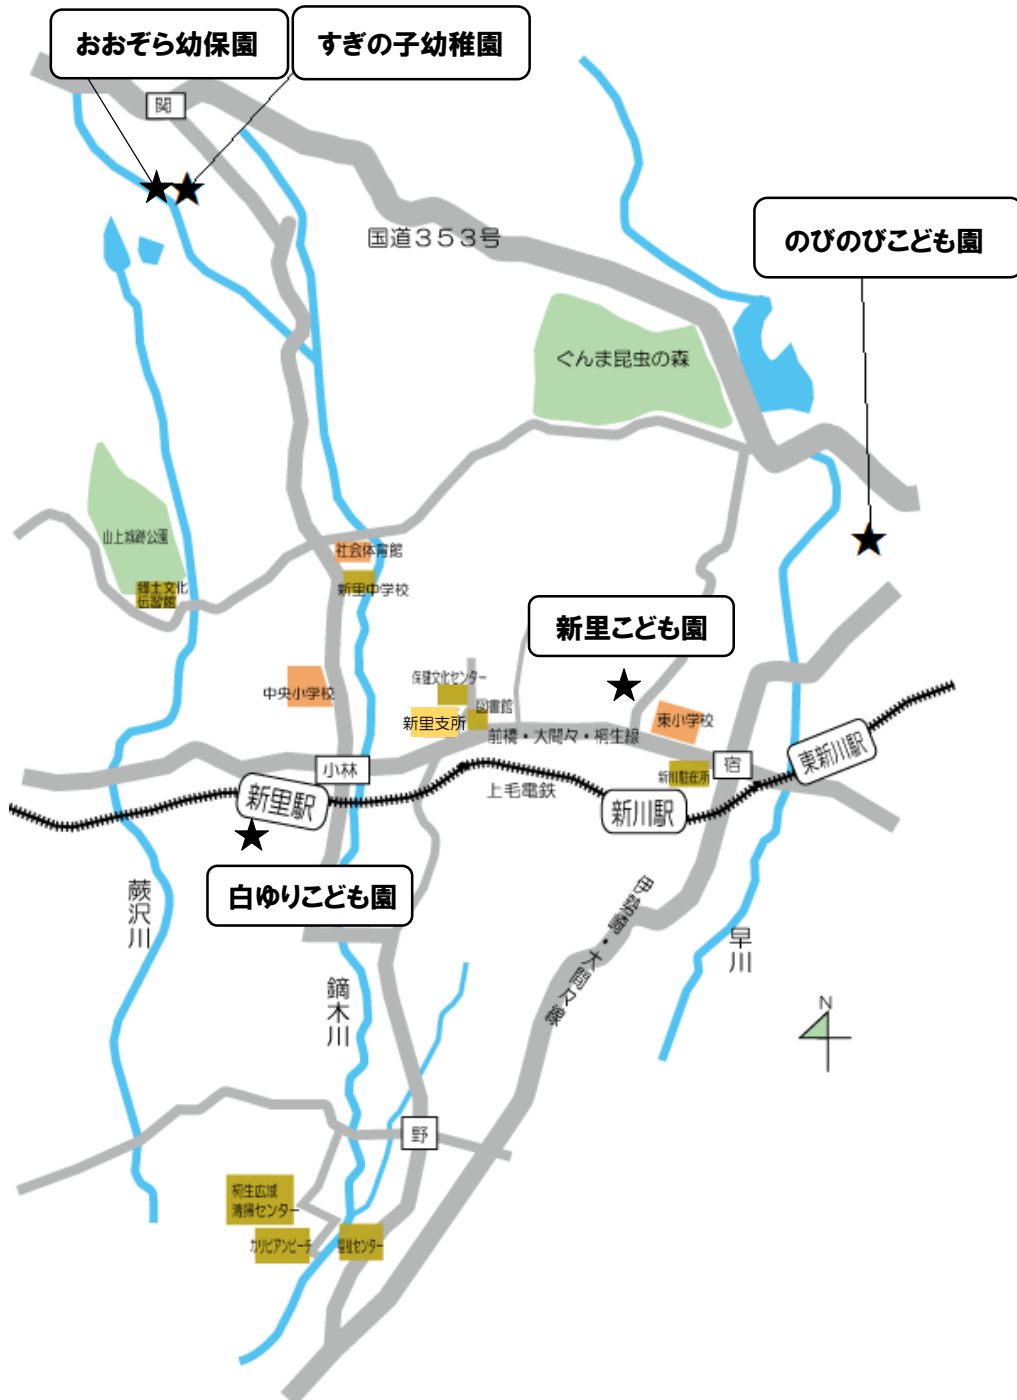 おおぞら幼保園
すぎの子幼稚園
関
のびのびこども園
国道353号
ぐんま昆虫の森
山上城跡公園
社会体育館
郷土文化
伝習館
新里中学校
新里こども園
保健文化センター
中央小学校
図書館
新里支所
東小学校
前橋・大間々・桐生線
宿
東新川駅
小林
新川駐在所
新里駅
上毛電鉄
新川駅
白ゆりこども園
蕨沢川
伊勢崎・大間々線
早川
鏑木川
N
野
桐生広域
清掃センター
カリビアンビーチ
福祉センター